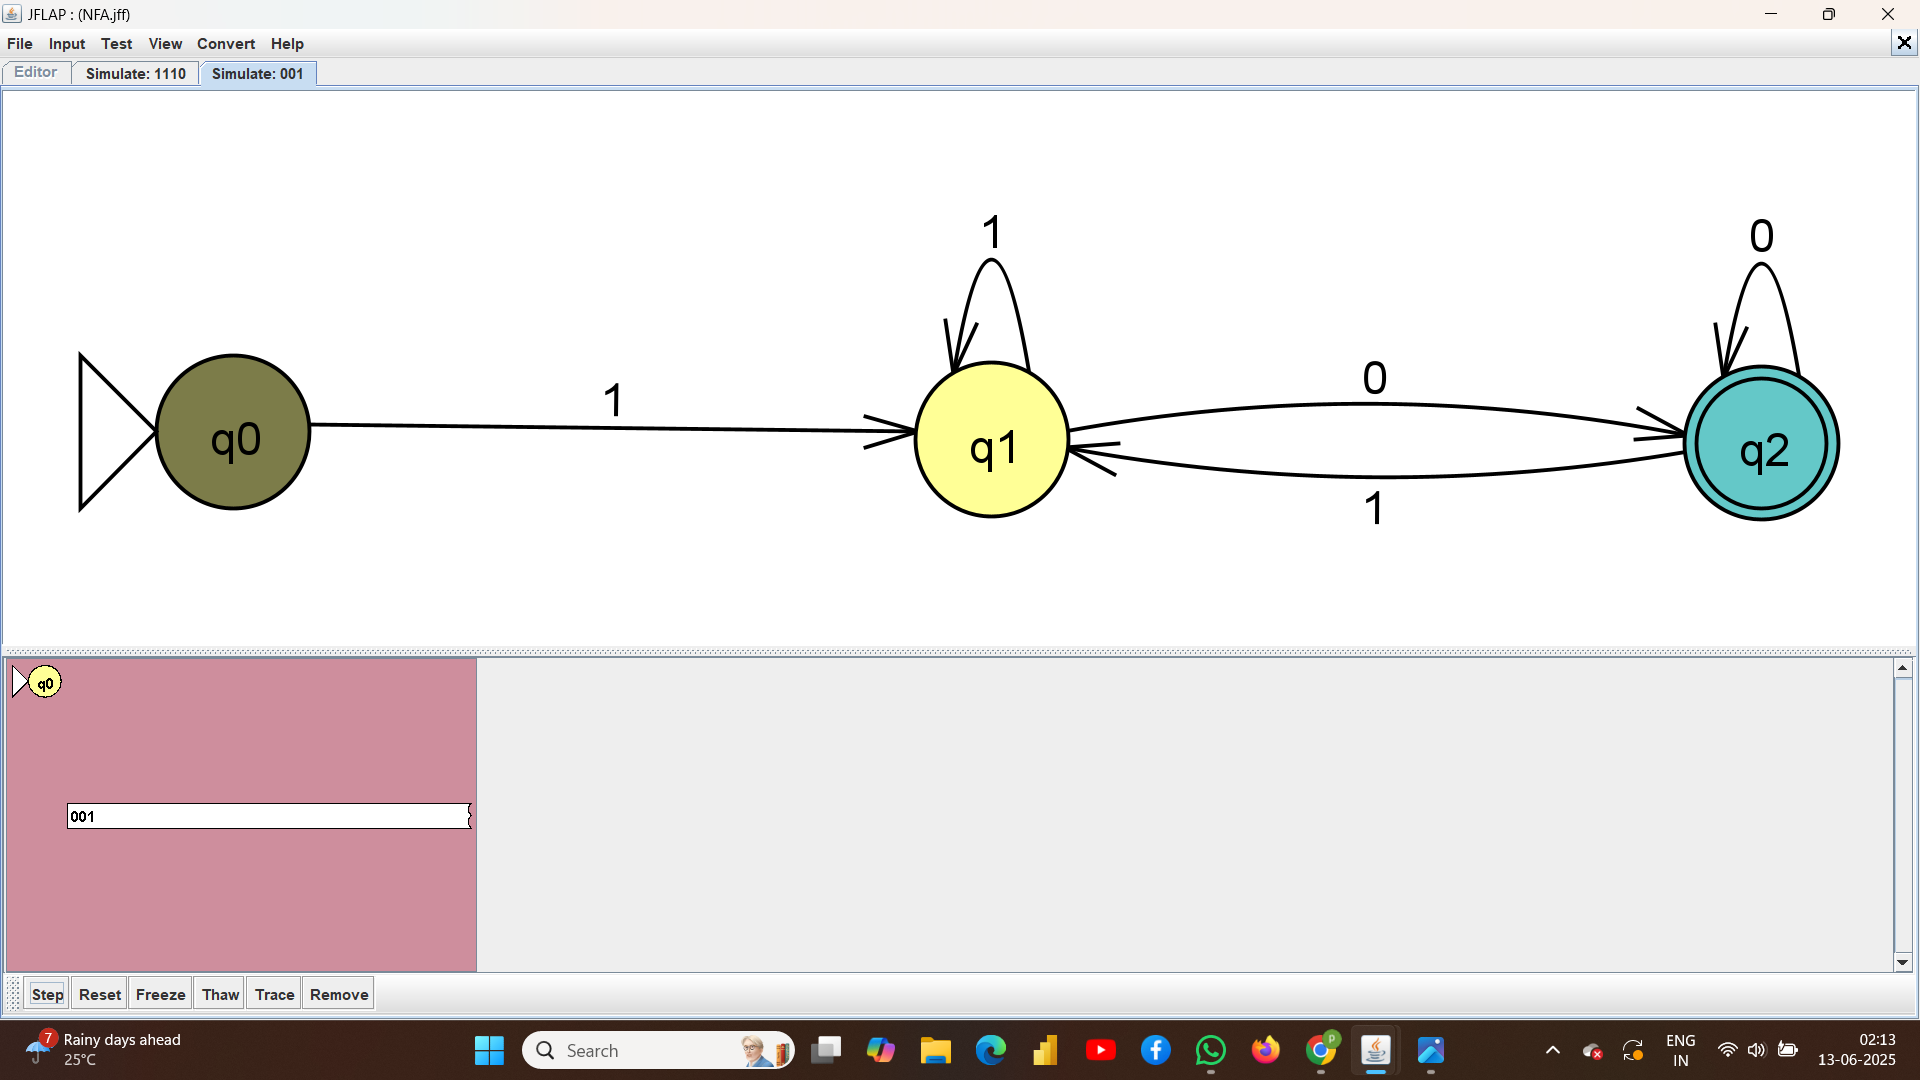 JFLAP : (NFA.jff)
File Input Test View Convert Help
Editor Simulate: 1110 Simulate: 001
1
0
1
0
q0
q1
q2
1
q0
001
Step Reset Freeze Thaw Trace Remove
7
Rainy days ahead
25°C
Search
P
ENG
IN
02:13
13-06-2025